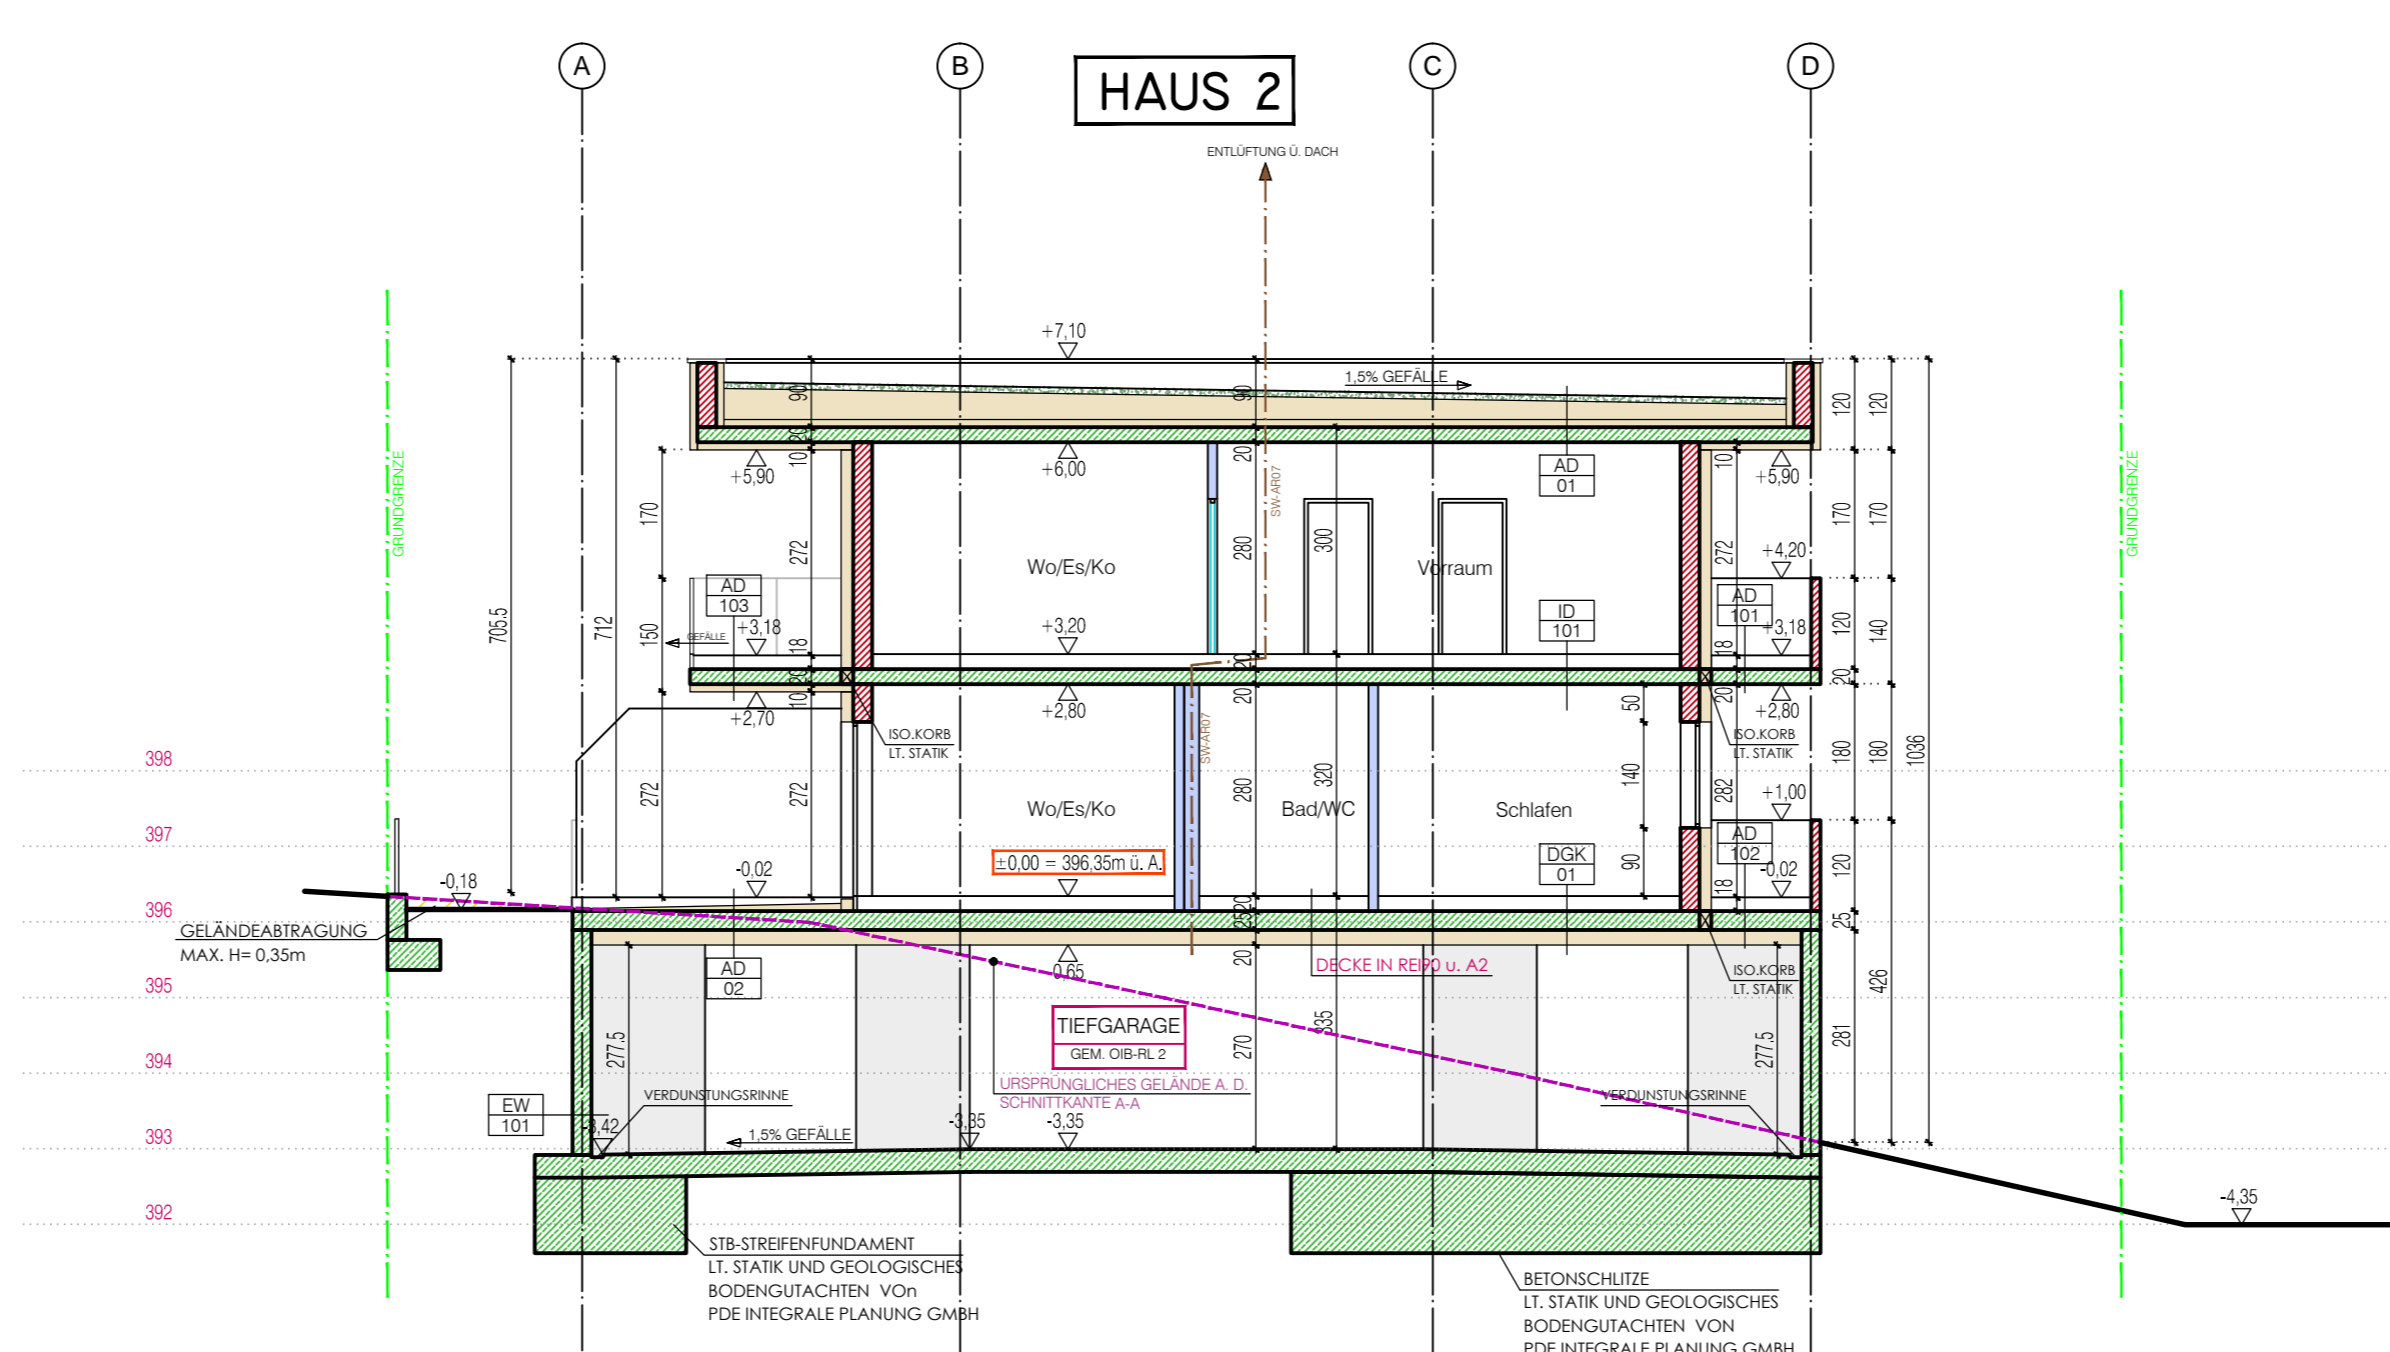 A
B
C
D
HAUS 2
ENTLÜFTUNG Ü. DACH
+7,10
1,5% GEFÄLLE
90
90
120
120
20
10
20
10
+5,90
+6,00
AD
01
+5,90
GRUNDGRENZE
GRUNDGRENZE
SW-AR07
170
272
280
300
272
170
170
Wo/Es/Ko
Vorraum
+4,20
AD
103
ID
101
AD
101
705.5
712
150
GEFÄLLE
+3,18
+3,20
+3,18
120
140
18
18
20
20
20
10
20
20
20
+2,70
+2,80
+2,80
50
ISO.KORB
LT. STATIK
SW-AR07
ISO.KORB
LT. STATIK
180
180
1036
398
272
272
280
320
140
282
Wo/Es/Ko
Bad/WC
Schlafen
+1,00
397
±0,00 = 396,35m ü. A.
DGK
01
AD
102
90
120
-0,18
-0,02
-0,02
18
396
20
25
25
GELÄNDEABTRAGUNG
MAX. H= 0,35m
AD
02
-0,65
20
DECKE IN REI90 u. A2
ISO.KORB
LT. STATIK
395
426
TIEFGARAGE
GEM. OIB-RL 2
277.5
270
335
277.5
281
394
URSPRÜNGLICHES GELÄNDE A. D.
SCHNITTKANTE A-A
VERDUNSTUNGSRINNE
VERDUNSTUNGSRINNE
EW
101
-3,42
1,5% GEFÄLLE
-3,35
-3,35
393
392
-4,35
STB-STREIFENFUNDAMENT
LT. STATIK UND GEOLOGISCHES
BODENGUTACHTEN VOn
PDE INTEGRALE PLANUNG GMBH
BETONSCHLITZE
LT. STATIK UND GEOLOGISCHES
BODENGUTACHTEN VON
PDE INTEGRALE PLANUNG GMBH